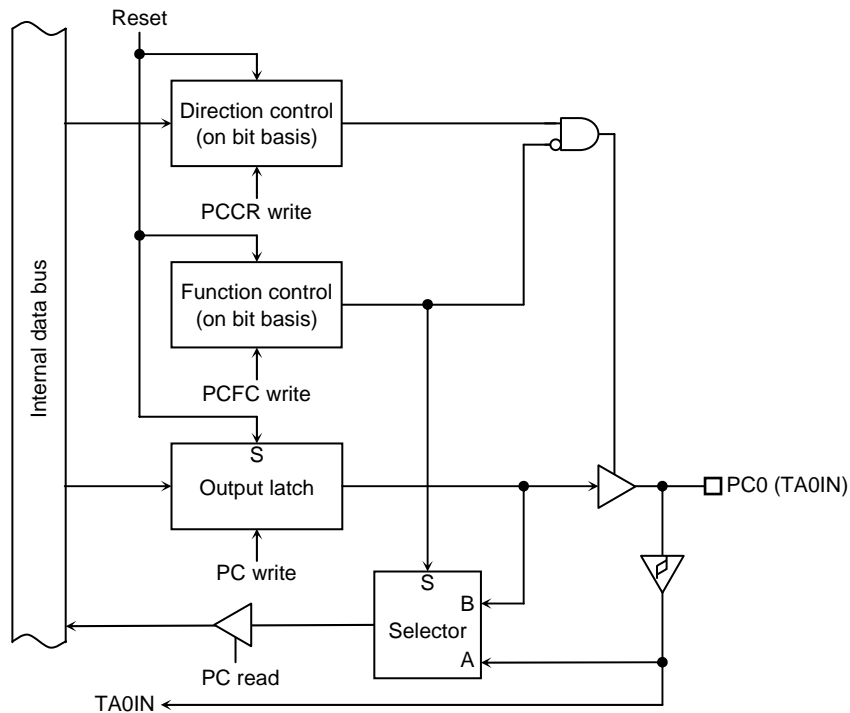 Reset
Direction control
(on bit basis)
PCCR write
Internal data bus
Function control
(on bit basis)
PCFC write
S
Output latch
PC0 (TA0IN)
PC write
S
B
Selector
A
PC read
TA0IN